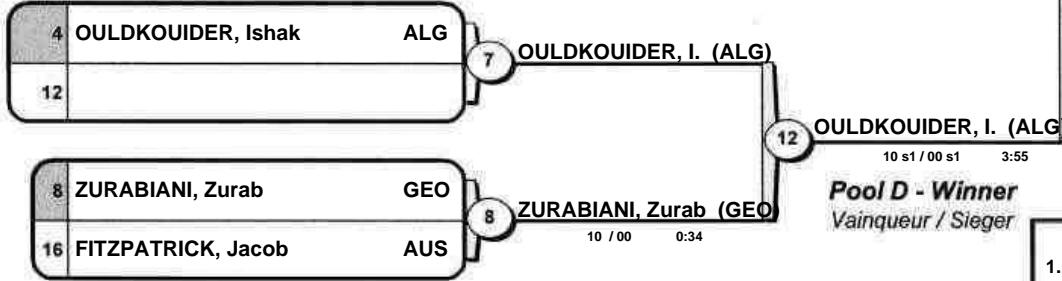 4 OULDKOUIDER, Ishak ALG
12
7
OULDKOUIDER, I. (ALG)
8 ZURABIANI, Zurab GEO
16 FITZPATRICK, Jacob AUS
8
ZURABIANI, Zurab (GEO)
10 / 00 0:34
12
OULDKOUIDER, I. (ALG
10 s1 / 00 s1 3:55
Pool D - Winner
Vainqueur / Sieger
1.